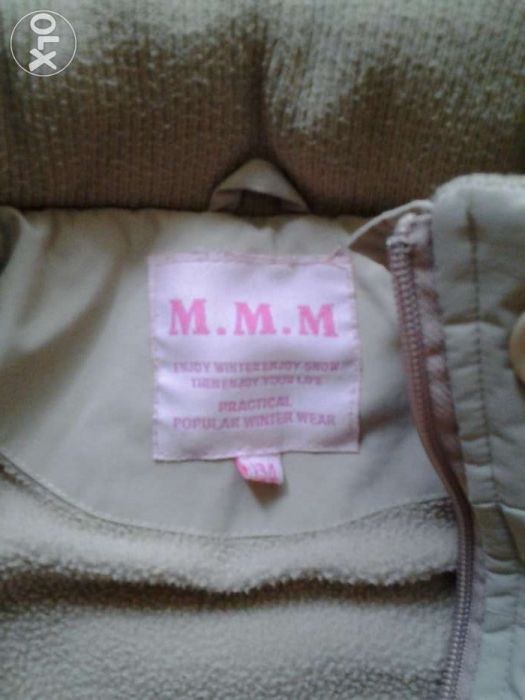 OLX
M.M.M
ENJOY WINTER ENJOY SNOW
THEN ENJOY YOUR LIFE
PRACTICAL
POPULAR WINTER WEAR